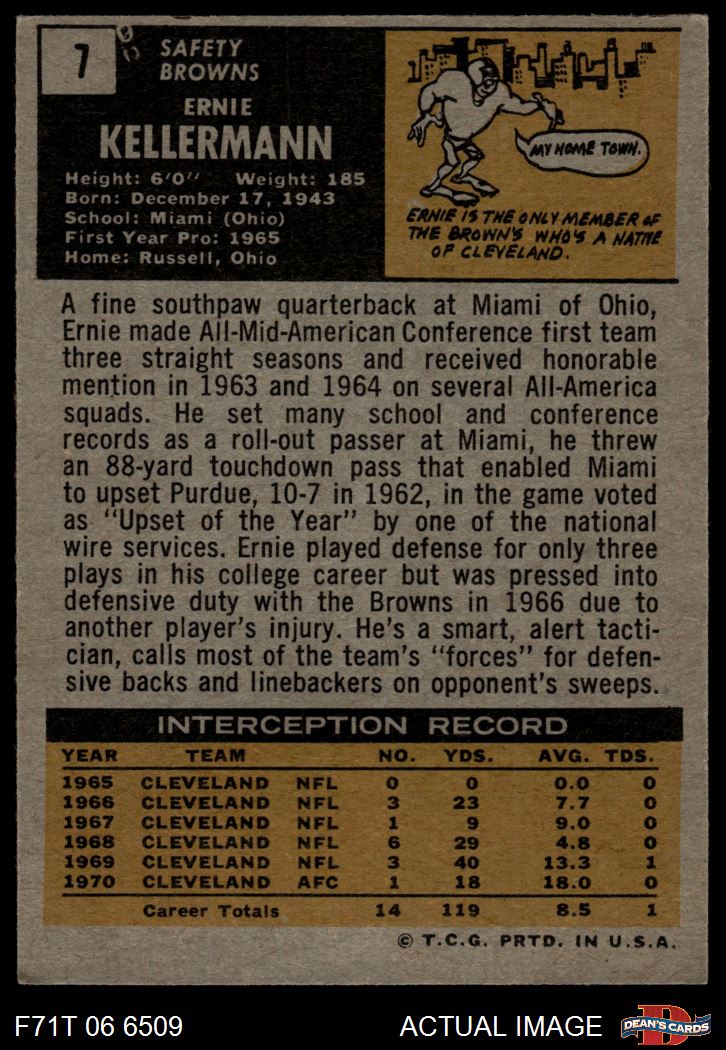 7
SAFETY
BROWNS
ERNIE
KELLERMANN
Height: 6'0" Weight: 185
Born: December 17, 1943
School: Miami (Ohio)
First Year Pro: 1965
Home: Russell, Ohio
MY HOME TOWN.
ERNIE IS THE ONLY MEMBER OF
THE BROWN'S WHO'S A NATIVE
OF CLEVELAND.
A fine southpaw quarterback at Miami of Ohio,
Ernie made All-Mid-American Conference first team
three straight seasons and received honorable
mention in 1963 and 1964 on several All-America
squads. He set many school and conference
records as a roll-out passer at Miami, he threw
an 88-yard touchdown pass that enabled Miami
to upset Purdue, 10-7 in 1962, in the game voted
as "Upset of the Year" by one of the national
wire services. Ernie played defense for only three
plays in his college career but was pressed into
defensive duty with the Browns in 1966 due to
another player's injury. He's a smart, alert tacti-
cian, calls most of the team's "forces" for defen-
sive backs and linebackers on opponent's sweeps.
INTERCEPTION RECORD
YEAR TEAM NO. YDS. AVG. TDS.
1965 CLEVELAND NFL 0 0 0.0 0
1966 CLEVELAND NFL 3 23 7.7 0
1967 CLEVELAND NFL 1 9 9.0 0
1968 CLEVELAND NFL 6 29 4.8 0
1969 CLEVELAND NFL 3 40 13.3 1
1970 CLEVELAND AFC 1 18 18.0 0
Career Totals 14 119 8.5 1
© T.C.G. PRTD. IN U.S.A.
F71T 06 6509 ACTUAL IMAGE D DEAN'S CARDS